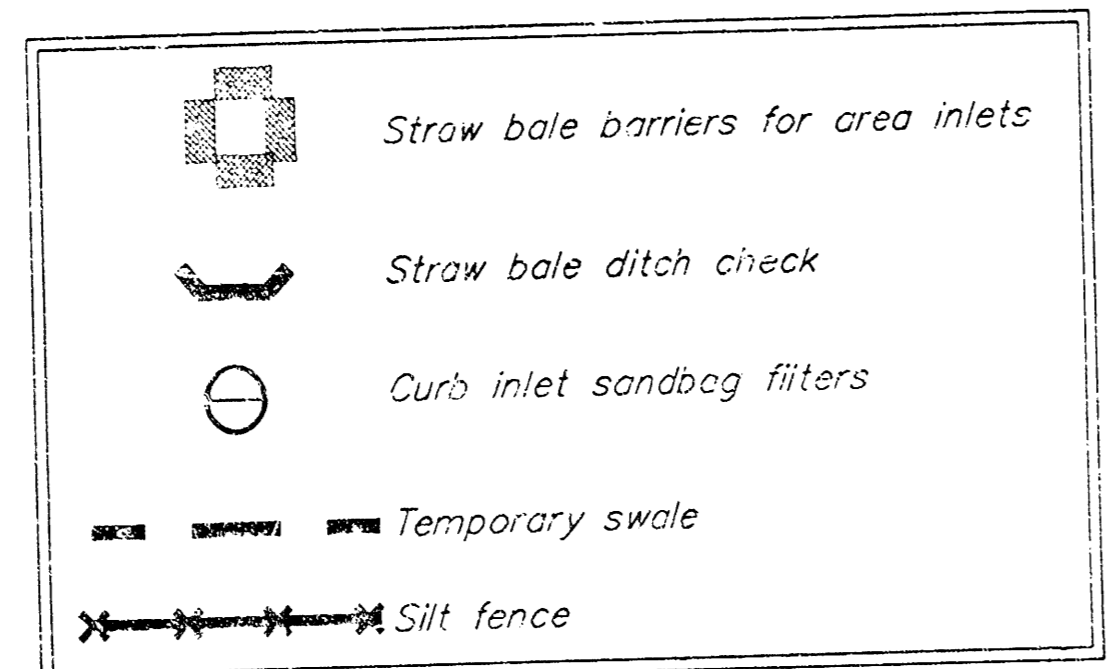 Straw bale barriers for area inlets
Straw bale ditch check
Curb inlet sandbag filters
Temporary swale
Silt fence